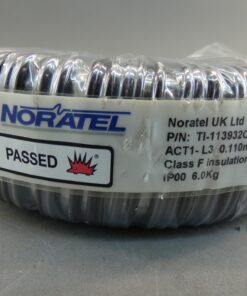 NORATEL
PASSED
Noratel UK Ltd
P/N: TI-113932
ACT1- L3 0.110m
Class F insulation
IP00 6.0Kg